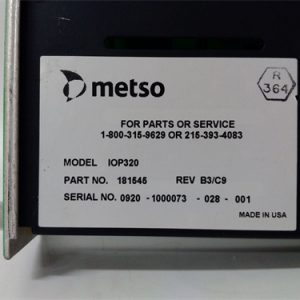 metso
R
364
FOR PARTS OR SERVICE
1-800-315-9629 OR 215-393-4083
MODEL IOP320
PART NO. 181545 REV B3/C9
SERIAL NO. 0920 -1000073 - 028 - 001
MADE IN USA